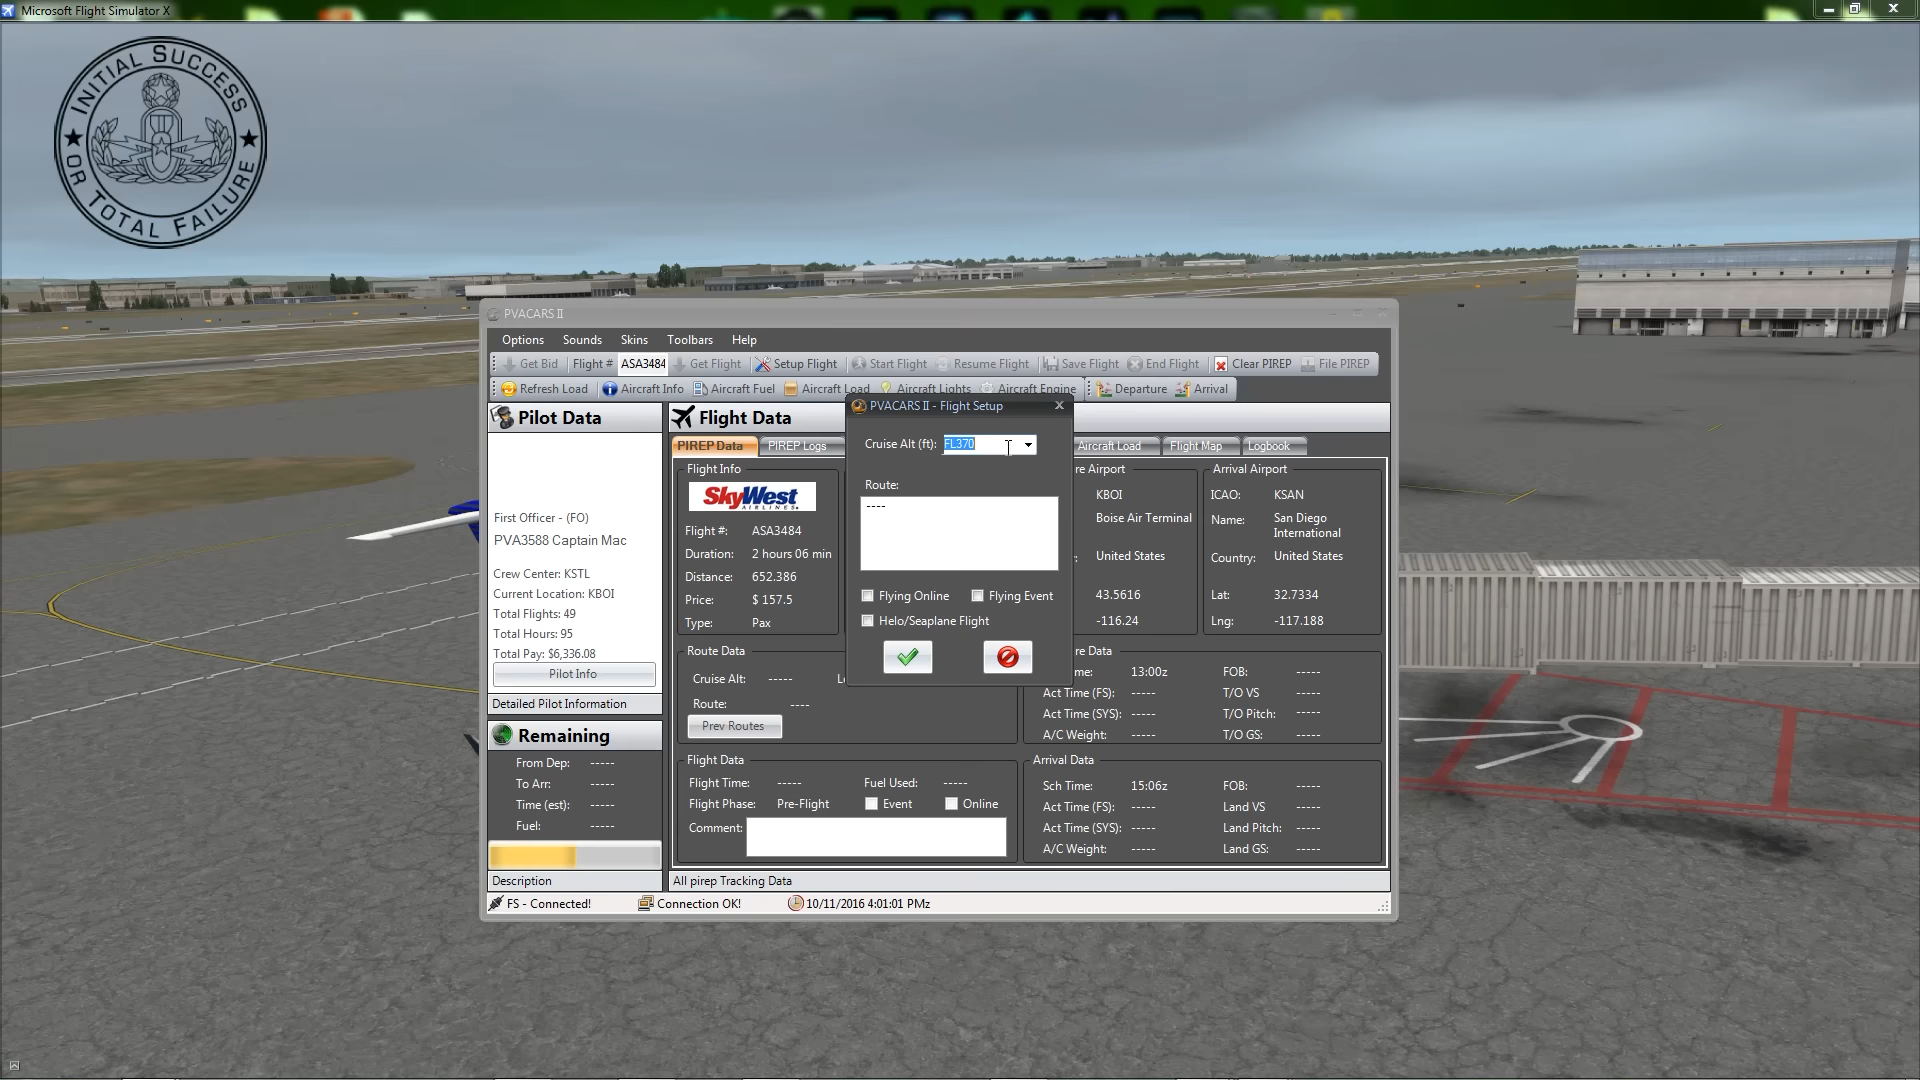 Microsoft Flight Simulator X
INITIAL SUCCESS
OR TOTAL FAILURE
PVACARS II
Options Sounds Skins Toolbars Help
Get Bid Flight # ASA3484 Get Flight Setup Flight Start Flight Resume Flight Save Flight End Flight Clear PIREP File PIREP
Refresh Load Aircraft Info Aircraft Fuel Aircraft Load Aircraft Lights Aircraft Engine Departure Arrival
Pilot Data
First Officer - (FO)
PVA3588 Captain Mac
Crew Center: KSTL
Current Location: KBOI
Total Flights: 49
Total Hours: 95
Total Pay: $6,336.08
Pilot Info
Detailed Pilot Information
Remaining
From Dep: -----
To Arr: -----
Time (est): -----
Fuel: -----
Description
Flight Data
PIREP Data PIREP Logs Aircraft Load Flight Map Logbook
Flight Info
SkyWest
AIRLINES
Flight #: ASA3484
Duration: 2 hours 06 min
Distance: 652.386
Price: $ 157.5
Type: Pax
PVACARS II - Flight Setup
Cruise Alt (ft): FL370
Route:
----
Flying Online Flying Event
Helo/Seaplane Flight
re Airport
KBOI
Boise Air Terminal
United States
43.5616
-116.24
Arrival Airport
ICAO: KSAN
Name: San Diego
International
Country: United States
Lat: 32.7334
Lng: -117.188
Route Data
Cruise Alt: -----
Route: ----
Prev Routes
re Data
me: 13:00z FOB: -----
Act Time (FS): ----- T/O VS -----
Act Time (SYS): ----- T/O Pitch: -----
A/C Weight: ----- T/O GS: -----
Flight Data
Flight Time: ----- Fuel Used: -----
Flight Phase: Pre-Flight Event Online
Comment:
Arrival Data
Sch Time: 15:06z FOB: -----
Act Time (FS): ----- Land VS -----
Act Time (SYS): ----- Land Pitch: -----
A/C Weight: ----- Land GS: -----
All pirep Tracking Data
FS - Connected! Connection OK! 10/11/2016 4:01:01 PMz